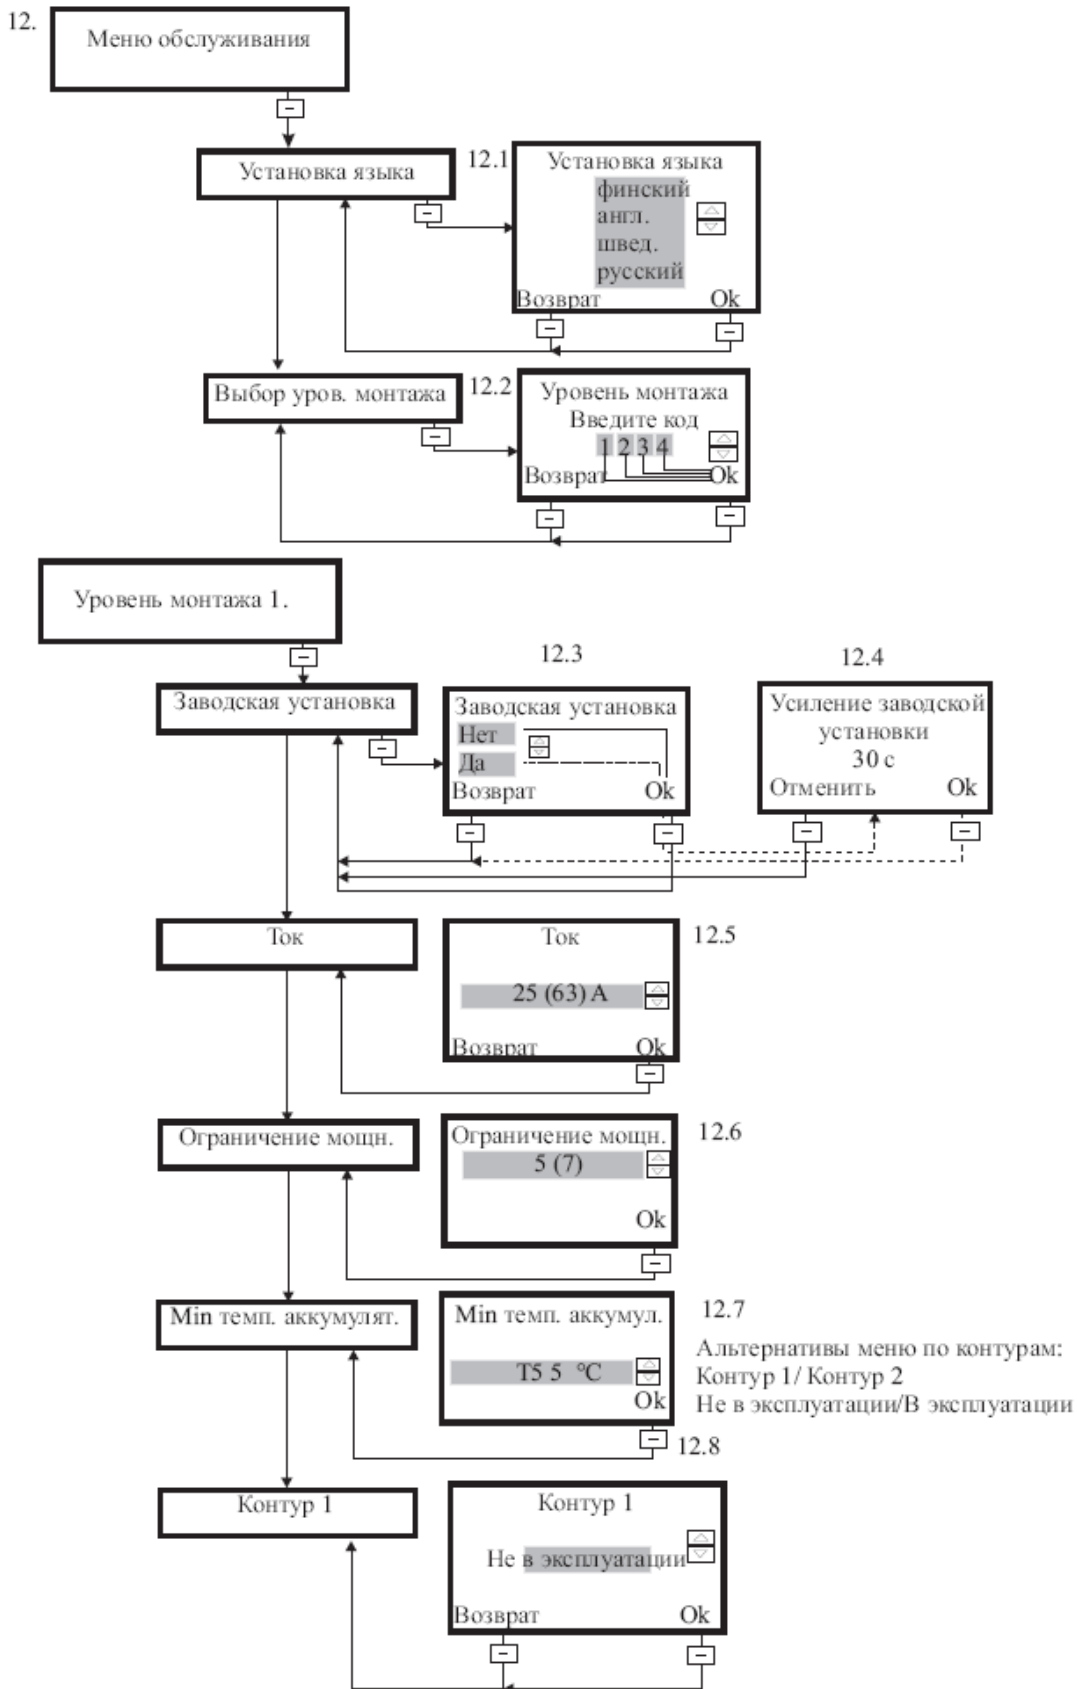 12.
Меню обслуживания
Установка языка
12.1
Установка языка
финский
англ.
швед.
русский
Возврат Ok
Выбор уров. монтажа
12.2
Уровень монтажа
Введите код
1 2 3 4
Возврат Ok
Уровень монтажа 1.
12.3
12.4
Заводская установка
Заводская установка
Нет
Да
Возврат Ok
Усиление заводской
установки
30 с
Отменить Ok
Ток
Ток
12.5
25 (63) А
Возврат Ok
Ограничение мощн.
Ограничение мощн.
12.6
5 (7)
Ok
Min темп. аккумулят.
Min темп. аккумул.
12.7
T5 5 °C
Ok
Альтернативы меню по контурам:
Контур 1/ Контур 2
Не в эксплуатации/В эксплуатации
12.8
Контур 1
Контур 1
Не в эксплуатации
Возврат Ok